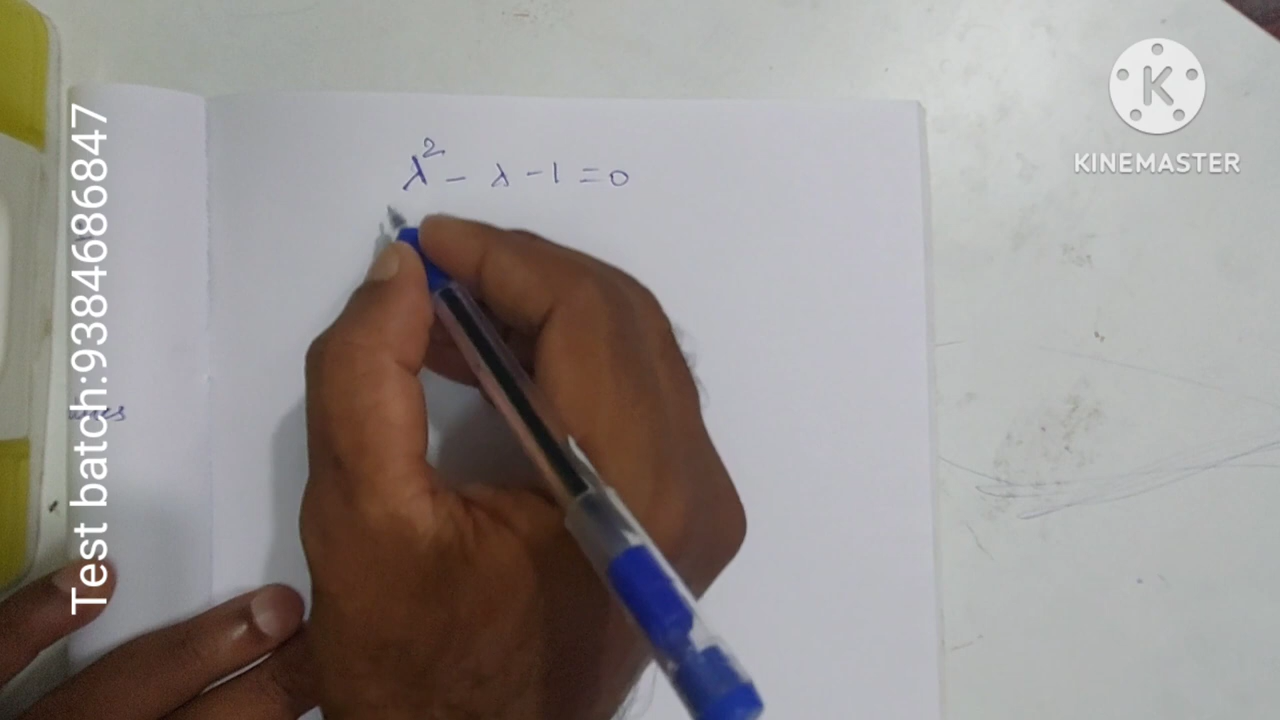 λ² - λ - 1 = 0
Test batch:9384686847
KINEMASTER